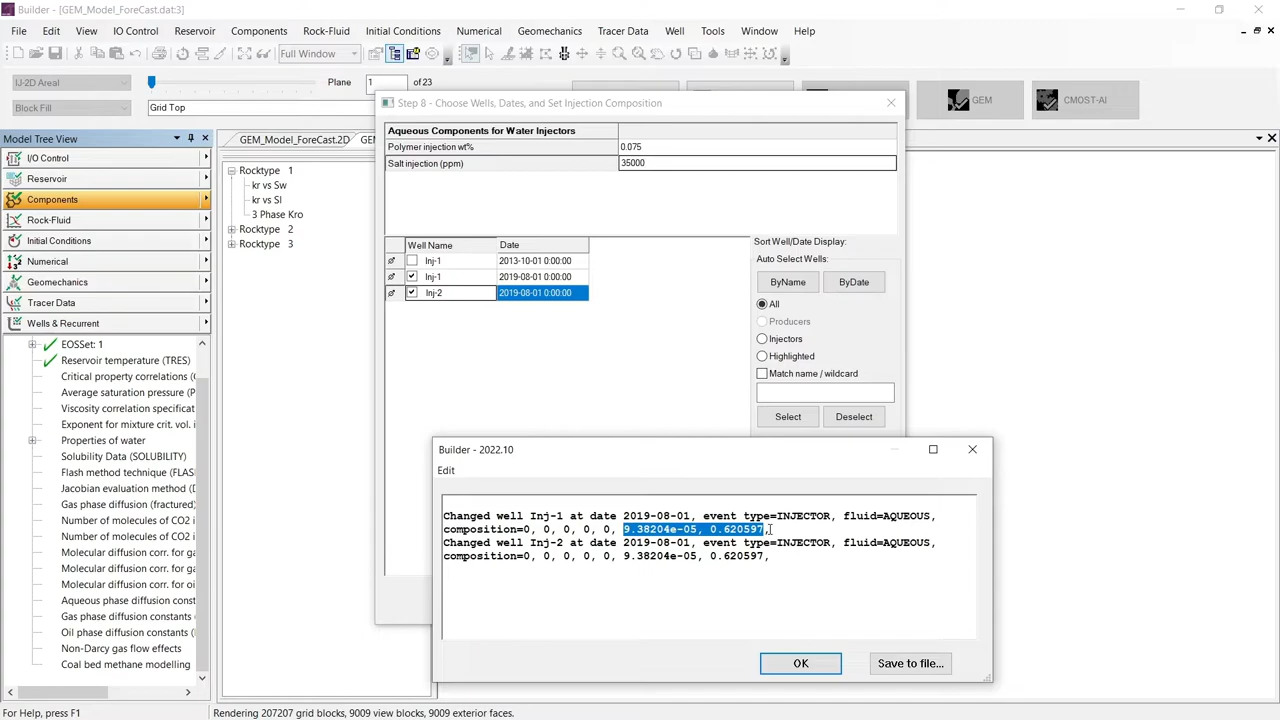 Builder - [GEM_Model_ForeCast.dat:3]
File Edit View IO Control Reservoir Components Rock-Fluid Initial Conditions Numerical Geomechanics Tracer Data Well Tools Window Help
Full Window
IJ-2D Areal
Plane 1 of 23
Block Fill
Grid Top
GEM
CMOST-AI
Step 8 - Choose Wells, Dates, and Set Injection Composition
Model Tree View
GEM_Model_ForeCast.2D
I/O Control
Reservoir
Components
Rock-Fluid
Initial Conditions
Numerical
Geomechanics
Tracer Data
Wells & Recurrent
EOSSet: 1
Reservoir temperature (TRES)
Critical property correlations (
Average saturation pressure (P
Viscosity correlation specificat
Exponent for mixture crit. vol. i
Properties of water
Solubility Data (SOLUBILITY)
Flash method technique (FLAS
Jacobian evaluation method (
Gas phase diffusion (fractured)
Number of molecules of CO2 i
Number of molecules of CO2 i
Molecular diffusion coef. for gi
Molecular diffusion coef. for oi
Aqueous phase diffusion const
Gas phase diffusion constants (
Oil phase diffusion constants (
Non-Darcy gas flow effects
Coal bed methane modelling
Rocktype 1
kr vs Sw
kr vs Sl
3 Phase Kro
Rocktype 2
Rocktype 3
Aqueous Components for Water Injectors
Polymer injection wt% 0.075
Salt injection (ppm) 35000
Well Name Date
Inj-1 2013-10-01 0:00:00
Inj-1 2019-08-01 0:00:00
Inj-2 2019-08-01 0:00:00
Sort Well/Date Display:
Auto Select Wells:
ByName ByDate
All
Producers
Injectors
Highlighted
Match name / wildcard
Select Deselect
Builder - 2022.10
Edit
Changed well Inj-1 at date 2019-08-01, event type=INJECTOR, fluid=AQUEOUS,
composition=0, 0, 0, 0, 0, 9.38204e-05, 0.620597,
Changed well Inj-2 at date 2019-08-01, event type=INJECTOR, fluid=AQUEOUS,
composition=0, 0, 0, 0, 0, 9.38204e-05, 0.620597,
OK Save to file...
For Help, press F1
Rendering 207207 grid blocks, 9009 view blocks, 9009 exterior faces.